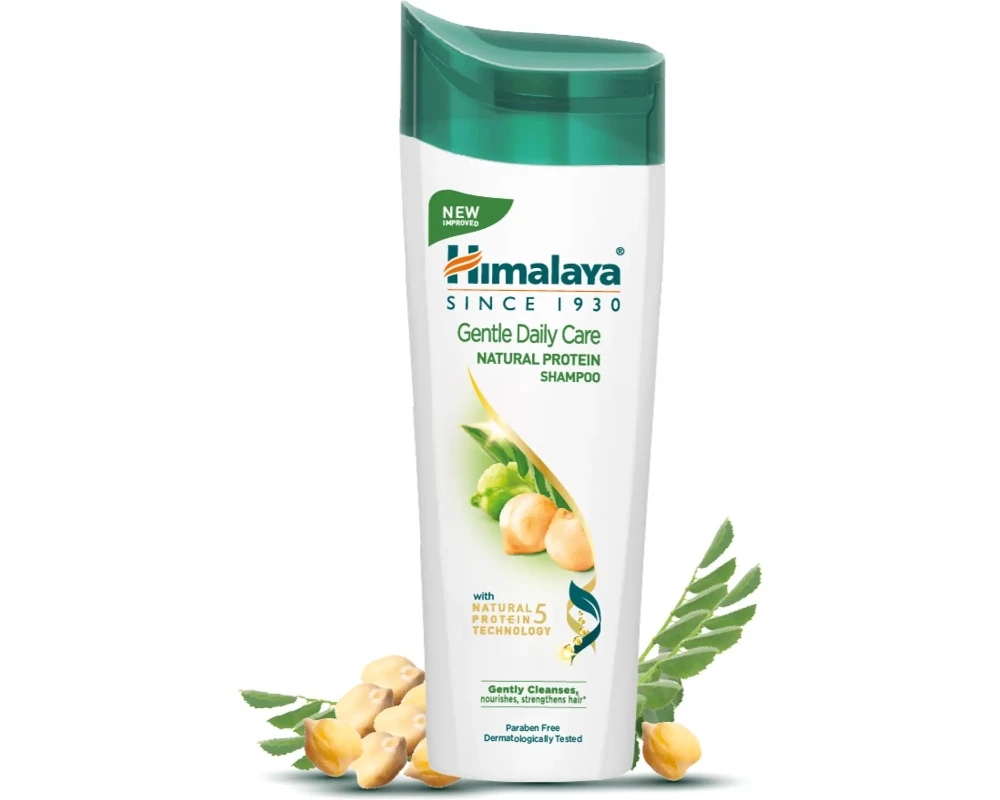 NEW
IMPROVED
Himalaya®
SINCE 1930
Gentle Daily Care
NATURAL PROTEIN
SHAMPOO
with
NATURAL
PROTEIN 5
TECHNOLOGY
Gently Cleanses,
nourishes, strengthens hair*
Paraben Free
Dermatologically Tested